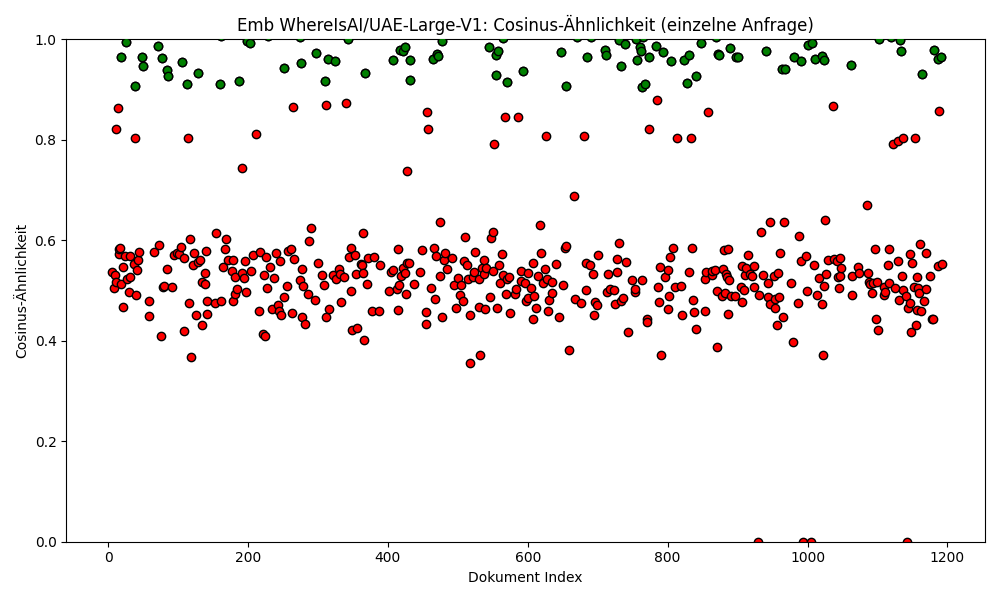 Emb WhereIsAI/UAE-Large-V1: Cosinus-Ähnlichkeit (einzelne Anfrage)
1.0
0.8
0.6
0.4
0.2
0.0
Cosinus-Ähnlichkeit
0 200 400 600 800 1000 1200
Dokument Index